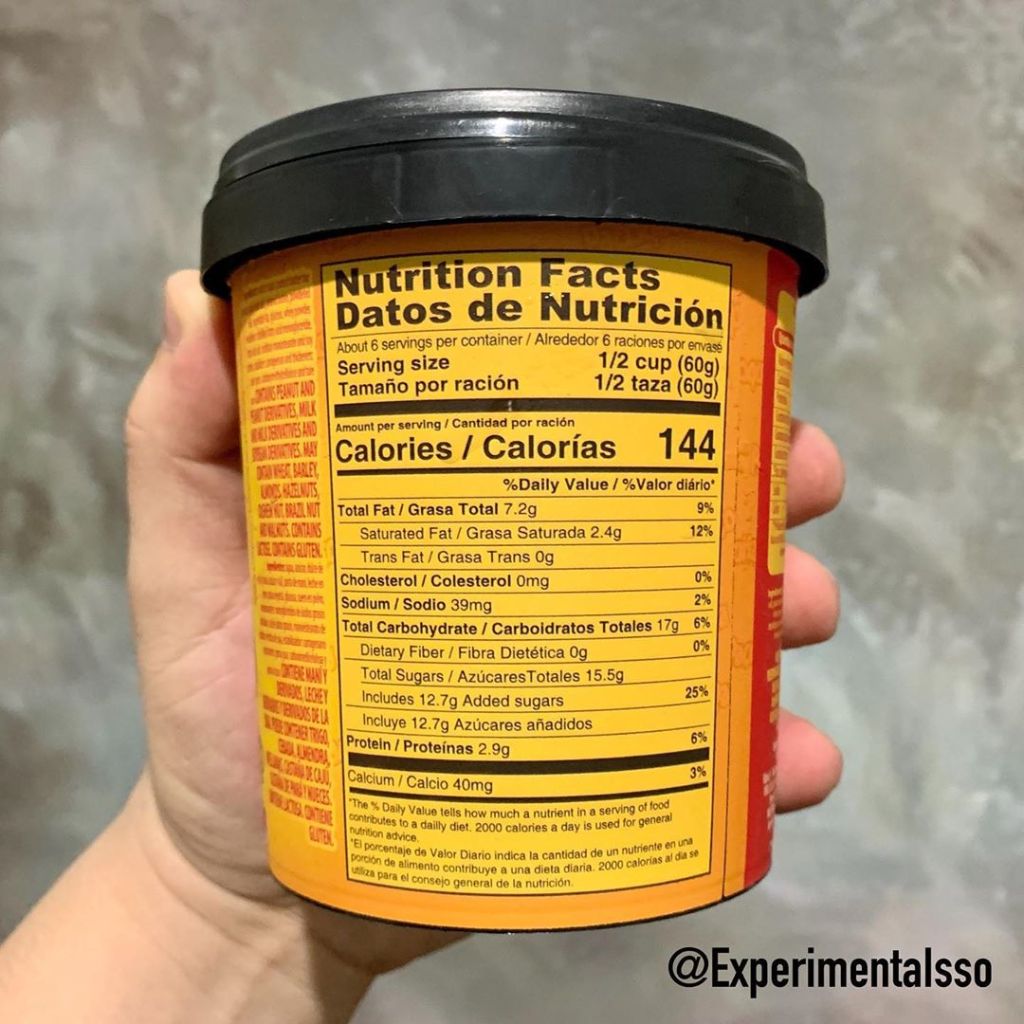 CONTAINS PEANUT AND
PEANUT DERIVATIVES, MILK
AND MILK DERIVATIVES AND
DERIVATIVES. MAY
CONTAIN WHEAT, BARLEY,
ALMONDS, HAZELNUTS,
CASHEW NUT, BRAZIL NUT
AND WALNUTS. CONTAINS
LACTOSE. CONTAINS GLUTEN.
CONTIENE MANÍ Y
DERIVADOS, LECHE Y
DERIVADOS DE LA
PUEDE CONTENER TRIGO,
CEBADA, ALMENDRA,
CASTAÑA DE CAJÚ,
Y NUECES.
CONTIENE
GLUTEN.
Nutrition Facts
Datos de Nutrición
About 6 servings per container / Alrededor 6 raciones por envase
Serving size 1/2 cup (60g)
Tamaño por ración 1/2 taza (60g)
Amount per serving / Cantidad por ración
Calories / Calorías 144
%Daily Value / %Valor diário*
Total Fat / Grasa Total 7.2g 9%
Saturated Fat / Grasa Saturada 2.4g 12%
Trans Fat / Grasa Trans 0g
Cholesterol / Colesterol 0mg 0%
Sodium / Sodio 39mg 2%
Total Carbohydrate / Carboidratos Totales 17g 6%
Dietary Fiber / Fibra Dietética 0g 0%
Total Sugars / AzúcaresTotales 15.5g
Includes 12.7g Added sugars 25%
Incluye 12.7g Azúcares añadidos
Protein / Proteínas 2.9g 6%
Calcium / Calcio 40mg 3%
*The % Daily Value tells how much a nutrient in a serving of food
contributes to a dailly diet. 2000 calories a day is used for general
nutrition advice.
*El porcentaje de Valor Diario indica la cantidad de un nutriente en una
porción de alimento contribuye a una dieta diaria. 2000 calorías al día se
utiliza para el consejo general de la nutrición.
@Experimentalsso